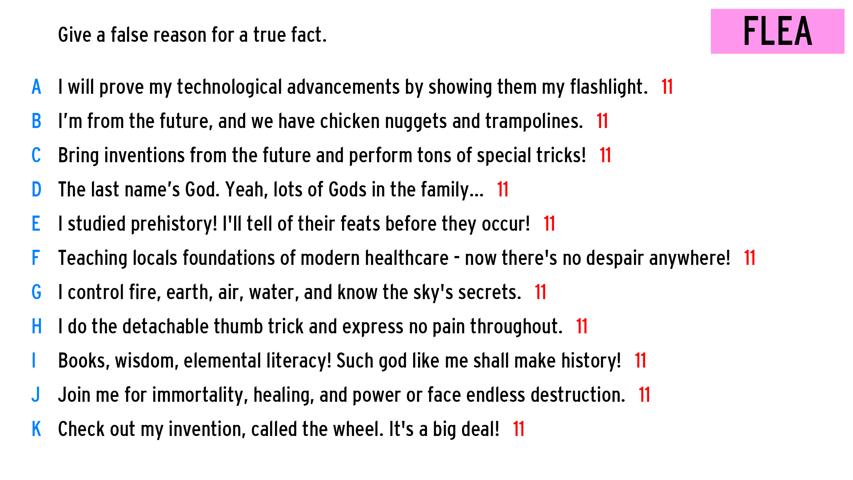 Give a false reason for a true fact.
FLEA
A I will prove my technological advancements by showing them my flashlight. 11
B I'm from the future, and we have chicken nuggets and trampolines. 11
C Bring inventions from the future and perform tons of special tricks! 11
D The last name's God. Yeah, lots of Gods in the family... 11
E I studied prehistory! I'll tell of their feats before they occur! 11
F Teaching locals foundations of modern healthcare - now there's no despair anywhere! 11
G I control fire, earth, air, water, and know the sky's secrets. 11
H I do the detachable thumb trick and express no pain throughout. 11
I Books, wisdom, elemental literacy! Such god like me shall make history! 11
J Join me for immortality, healing, and power or face endless destruction. 11
K Check out my invention, called the wheel. It's a big deal! 11